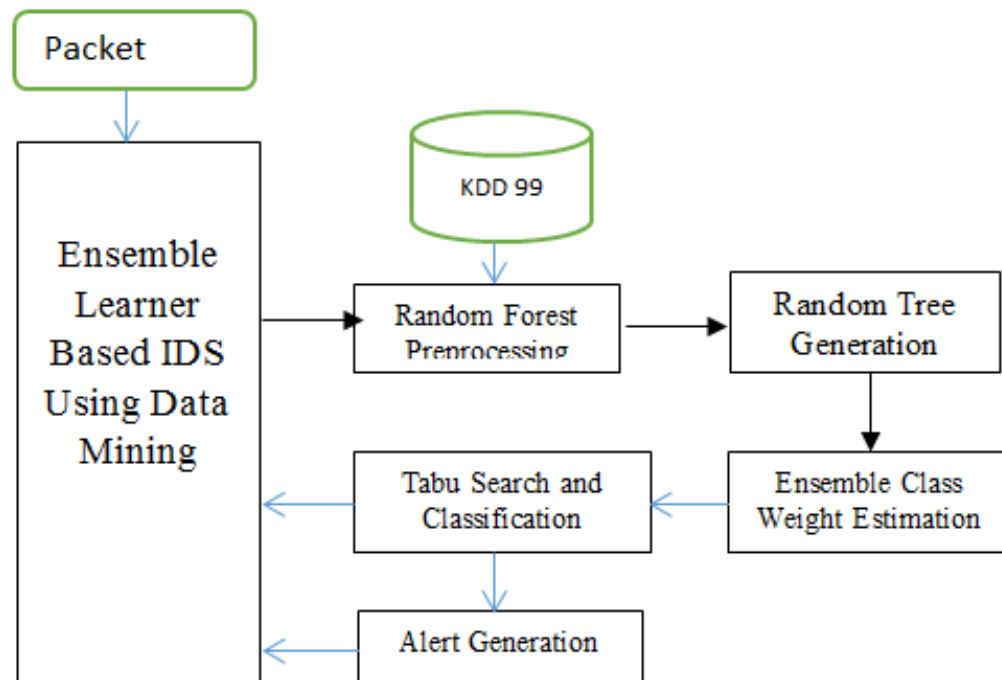 Packet
KDD 99
Ensemble
Learner
Based IDS
Using Data
Mining
Random Forest
Preprocessing
Random Tree
Generation
Tabu Search and
Classification
Ensemble Class
Weight Estimation
Alert Generation